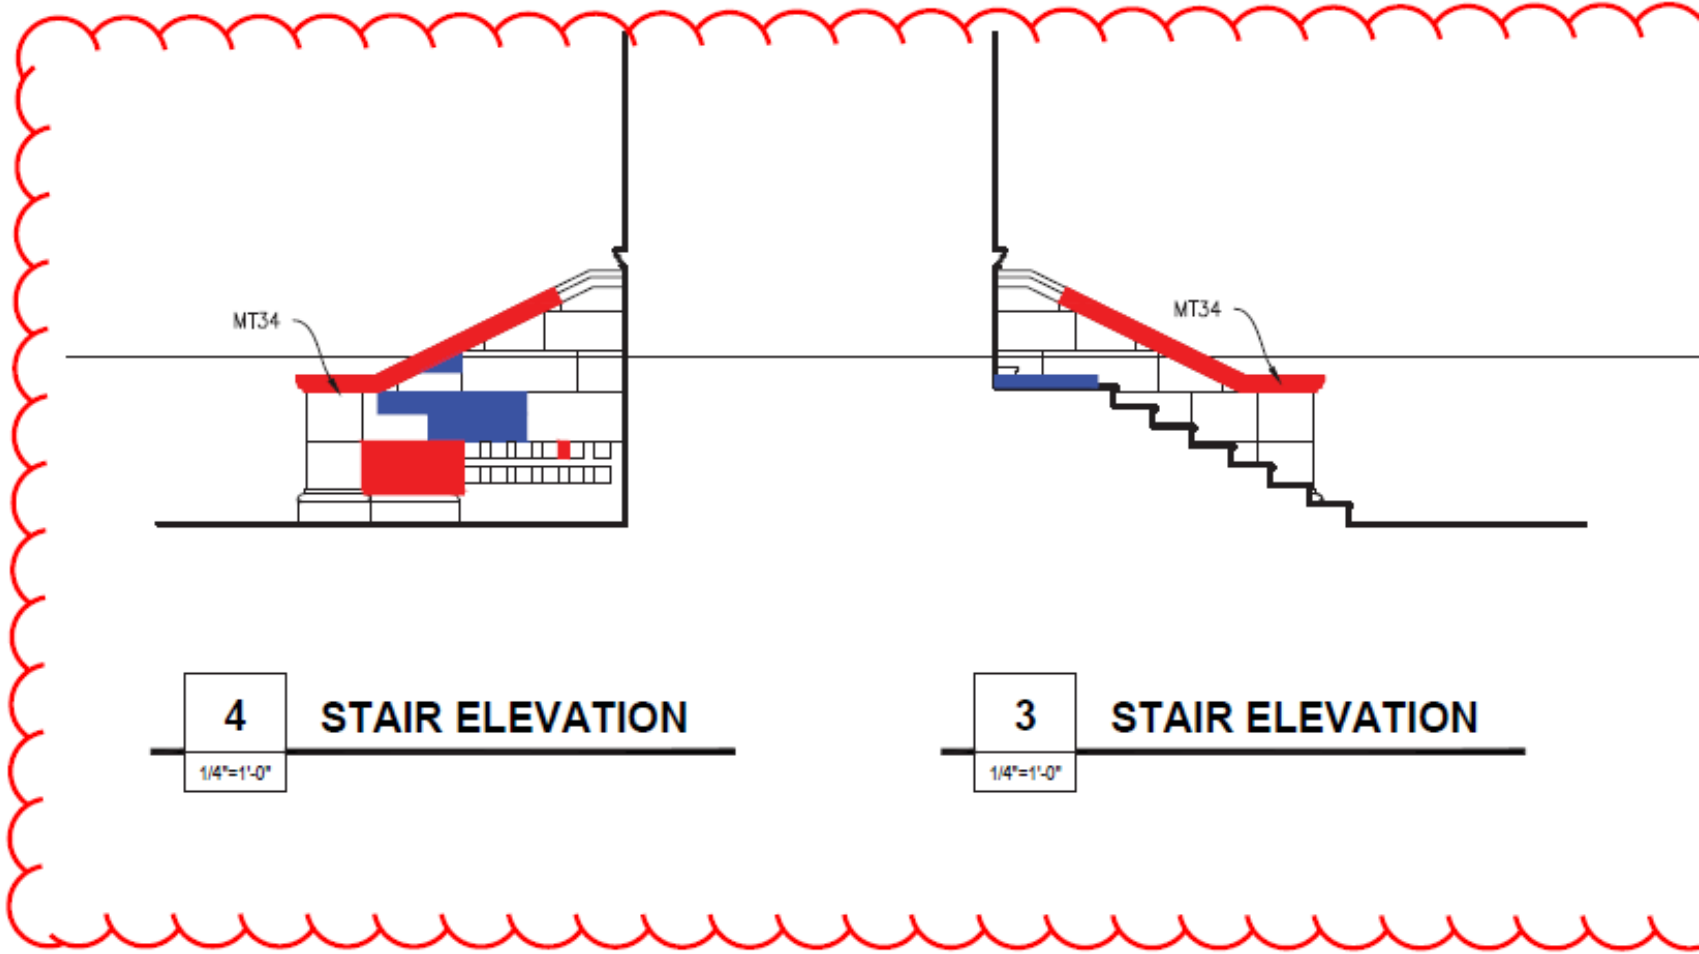 MT34
MT34
4
STAIR ELEVATION
1/4"=1'-0"
3
STAIR ELEVATION
1/4"=1'-0"